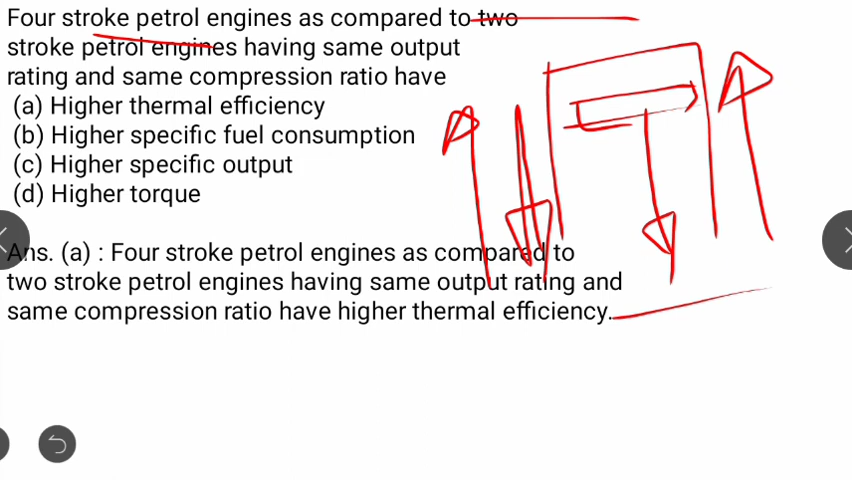 Four stroke petrol engines as compared to two
stroke petrol engines having same output
rating and same compression ratio have
(a) Higher thermal efficiency
(b) Higher specific fuel consumption
(c) Higher specific output
(d) Higher torque
Ans. (a) : Four stroke petrol engines as compared to
two stroke petrol engines having same output rating and
same compression ratio have higher thermal efficiency.